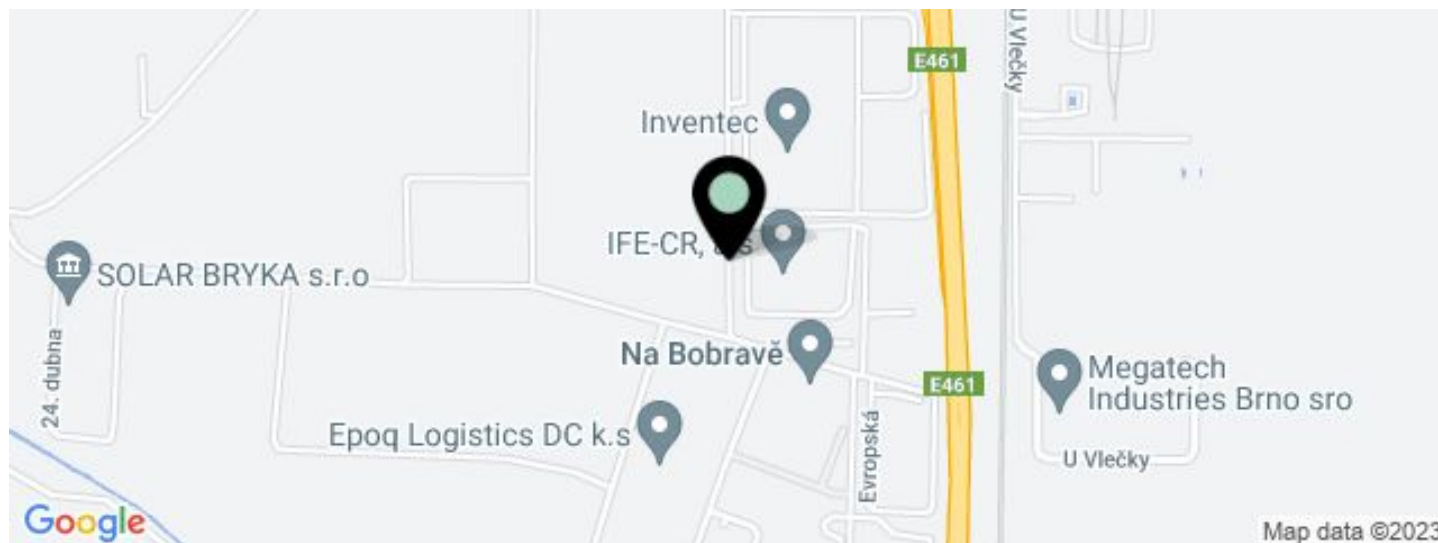 E461
U Vlečky
Inventec
IFE-CR,
SOLAR BRYKA s.r.o
24. dubna
Na Bobravě
E461
Megatech
Industries Brno sro
Epoq Logistics DC k.s
Evropská
U Vlečky
Google
Map data ©2023